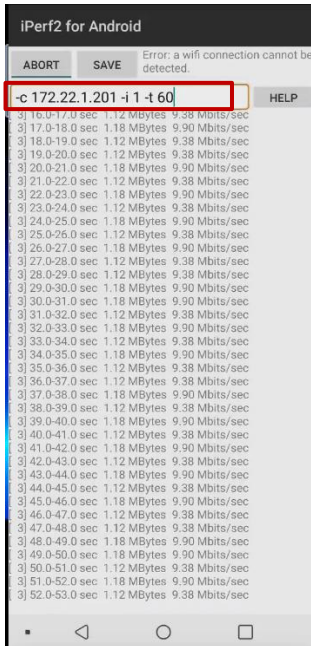 iPerf2 for Android
ABORT SAVE Error: a wifi connection cannot be detected.
-c 172.22.1.201 -i 1 -t 60 HELP
3] 16.0-17.0 sec 1.12 MBytes 9.38 Mbits/sec
3] 17.0-18.0 sec 1.18 MBytes 9.90 Mbits/sec
3] 18.0-19.0 sec 1.12 MBytes 9.38 Mbits/sec
3] 19.0-20.0 sec 1.12 MBytes 9.38 Mbits/sec
3] 20.0-21.0 sec 1.18 MBytes 9.90 Mbits/sec
3] 21.0-22.0 sec 1.12 MBytes 9.38 Mbits/sec
3] 22.0-23.0 sec 1.18 MBytes 9.90 Mbits/sec
3] 23.0-24.0 sec 1.12 MBytes 9.38 Mbits/sec
3] 24.0-25.0 sec 1.18 MBytes 9.90 Mbits/sec
3] 25.0-26.0 sec 1.12 MBytes 9.38 Mbits/sec
3] 26.0-27.0 sec 1.18 MBytes 9.90 Mbits/sec
3] 27.0-28.0 sec 1.12 MBytes 9.38 Mbits/sec
3] 28.0-29.0 sec 1.12 MBytes 9.38 Mbits/sec
3] 29.0-30.0 sec 1.18 MBytes 9.90 Mbits/sec
3] 30.0-31.0 sec 1.18 MBytes 9.90 Mbits/sec
3] 31.0-32.0 sec 1.12 MBytes 9.38 Mbits/sec
3] 32.0-33.0 sec 1.18 MBytes 9.90 Mbits/sec
3] 33.0-34.0 sec 1.12 MBytes 9.38 Mbits/sec
3] 34.0-35.0 sec 1.18 MBytes 9.90 Mbits/sec
3] 35.0-36.0 sec 1.12 MBytes 9.38 Mbits/sec
3] 36.0-37.0 sec 1.12 MBytes 9.38 Mbits/sec
3] 37.0-38.0 sec 1.18 MBytes 9.90 Mbits/sec
3] 38.0-39.0 sec 1.12 MBytes 9.38 Mbits/sec
3] 39.0-40.0 sec 1.18 MBytes 9.90 Mbits/sec
3] 40.0-41.0 sec 1.12 MBytes 9.38 Mbits/sec
3] 41.0-42.0 sec 1.18 MBytes 9.90 Mbits/sec
3] 42.0-43.0 sec 1.12 MBytes 9.38 Mbits/sec
3] 43.0-44.0 sec 1.18 MBytes 9.90 Mbits/sec
3] 44.0-45.0 sec 1.12 MBytes 9.38 Mbits/sec
3] 45.0-46.0 sec 1.18 MBytes 9.90 Mbits/sec
3] 46.0-47.0 sec 1.12 MBytes 9.38 Mbits/sec
3] 47.0-48.0 sec 1.18 MBytes 9.90 Mbits/sec
3] 48.0-49.0 sec 1.12 MBytes 9.38 Mbits/sec
3] 49.0-50.0 sec 1.18 MBytes 9.90 Mbits/sec
3] 50.0-51.0 sec 1.12 MBytes 9.38 Mbits/sec
3] 51.0-52.0 sec 1.18 MBytes 9.90 Mbits/sec
3] 52.0-53.0 sec 1.12 MBytes 9.38 Mbits/sec